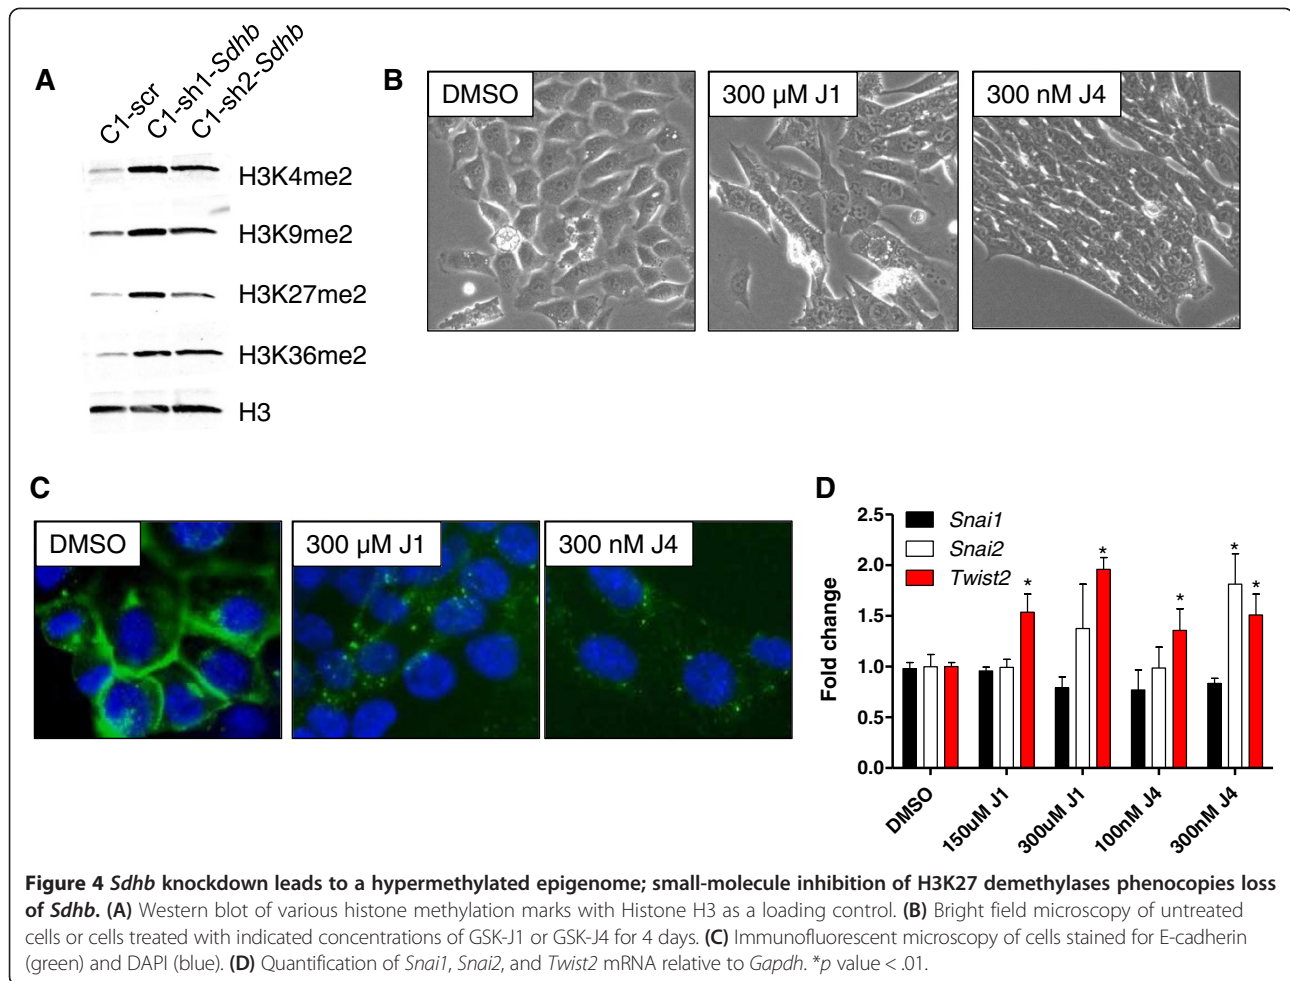 A
C1-scr
C1-sh1-Sdhb
C1-sh2-Sdhb
H3K4me2
H3K9me2
H3K27me2
H3K36me2
H3
B
DMSO
300 µM J1
300 nM J4
C
DMSO
300 µM J1
300 nM J4
D
Snai1
Snai2
Twist2
Fold change
2.5
2.0
1.5
1.0
0.5
0.0
* * * * *
DMSO
150uM J1
300uM J1
100nM J4
300nM J4
Figure 4 Sdhb knockdown leads to a hypermethylated epigenome; small-molecule inhibition of H3K27 demethylases phenocopies loss
of Sdhb. (A) Western blot of various histone methylation marks with Histone H3 as a loading control. (B) Bright field microscopy of untreated
cells or cells treated with indicated concentrations of GSK-J1 or GSK-J4 for 4 days. (C) Immunofluorescent microscopy of cells stained for E-cadherin
(green) and DAPI (blue). (D) Quantification of Snai1, Snai2, and Twist2 mRNA relative to Gapdh. *p value < .01.